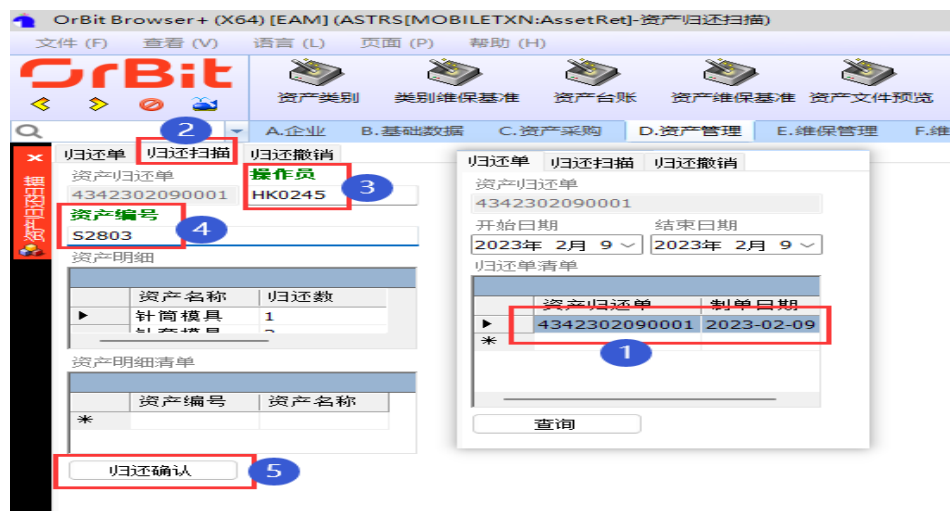 OrBit Browser+ (X64) [EAM] (ASTRS[MOBILETXN:AssetRet]-资产归还扫描)
文件 (F) 查看 (V) 语言 (L) 页面 (P) 帮助 (H)
OrBit
资产类别 类别维保基准 资产台账 资产维保基准 资产文件预览
A.企业 B.基础数据 C.资产采购 D.资产管理 E.维保管理 F.维
2
归还单 归还扫描 归还撤销
资产归还单 操作员
4342302090001 HK0245
3
资产编号
S2803
4
资产明细
资产名称 归还数
针筒模具 1
资产明细清单
资产编号 资产名称
归还确认
5
归还单 归还扫描 归还撤销
资产归还单
4342302090001
开始日期 结束日期
2023年 2月 9 2023年 2月 9
归还单清单
资产归还单 制单日期
4342302090001 2023-02-09
1
查询